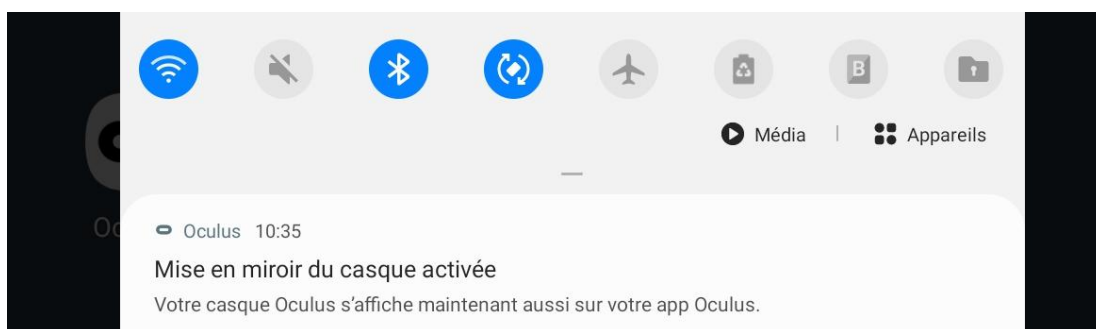 B
Média | Appareils
Oc
Oculus 10:35
Mise en miroir du casque activée
Votre casque Oculus s’affiche maintenant aussi sur votre app Oculus.